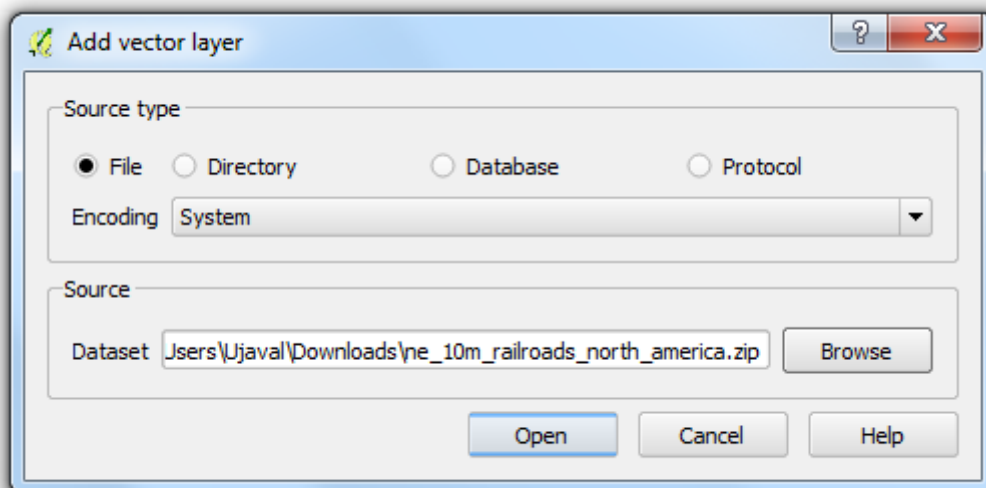 Add vector layer
?
X
Source type
File Directory Database Protocol
Encoding System
Source
Dataset Jsers\Ujaval\Downloads\ne_10m_railroads_north_america.zip Browse
Open Cancel Help